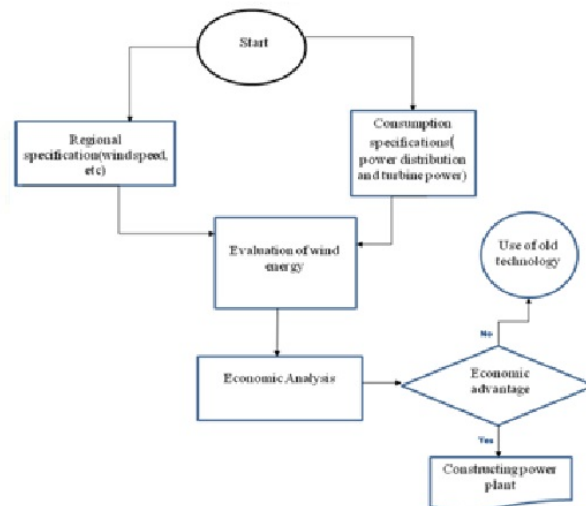 Start
Regional
specification(windspeed,
etc)
Consumption
specifications(
power distribution
and turbine power)
Evaluation of wind
energy
Use of old
technology
No
Economic Analysis
Economic
advantage
Yes
Constructing power
plant